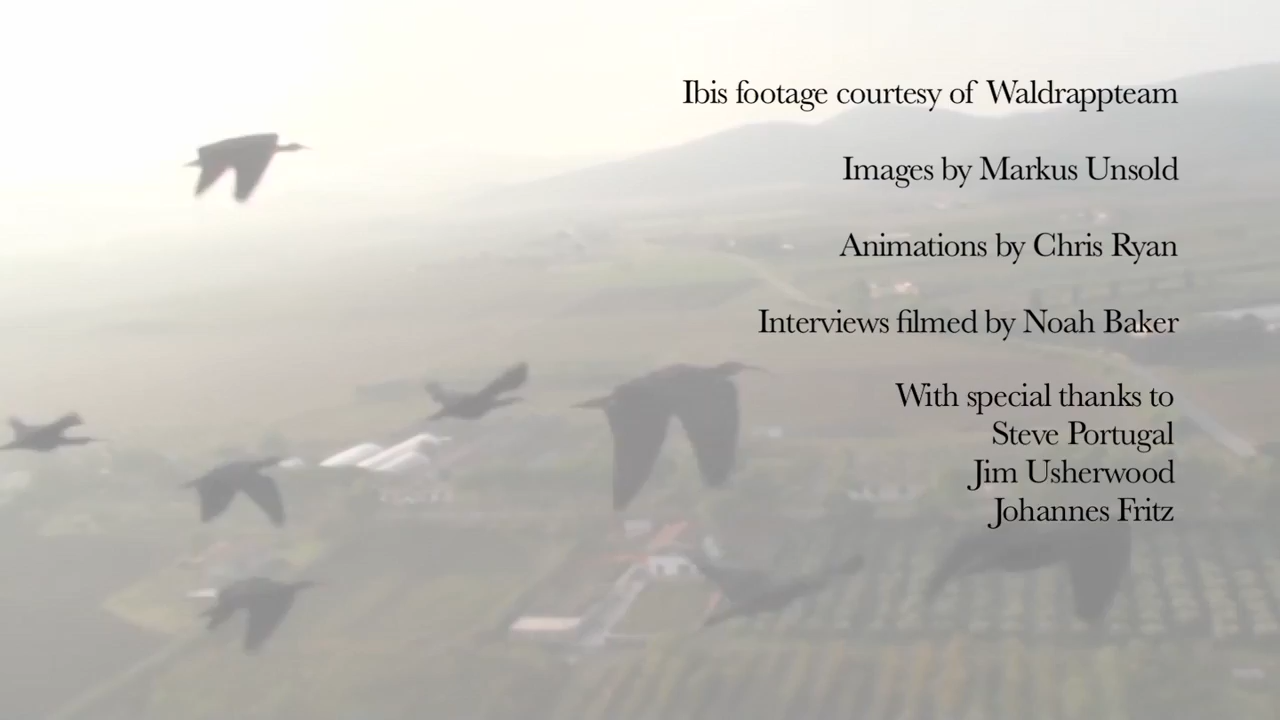 Ibis footage courtesy of Waldrappteam
Images by Markus Unsold
Animations by Chris Ryan
Interviews filmed by Noah Baker
With special thanks to
Steve Portugal
Jim Usherwood
Johannes Fritz